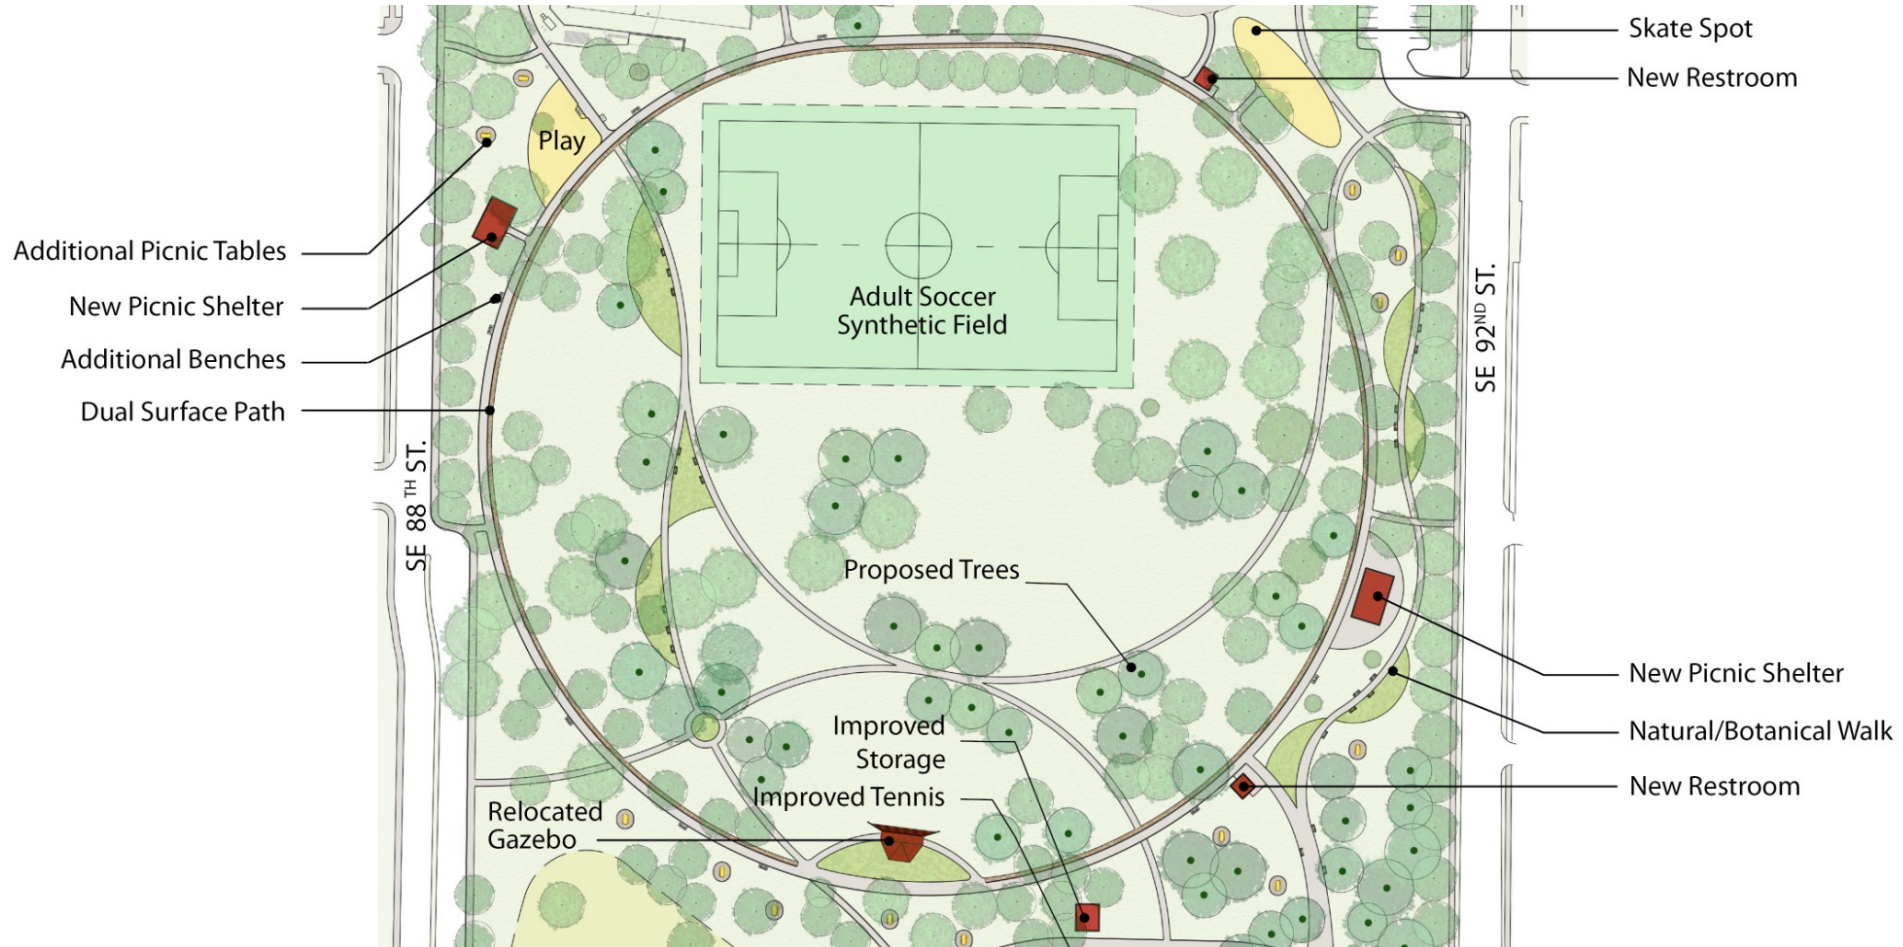 Skate Spot
New Restroom
Play
Additional Picnic Tables
New Picnic Shelter
Additional Benches
Dual Surface Path
Adult Soccer
Synthetic Field
SE 92ND ST.
SE 88TH ST.
Proposed Trees
New Picnic Shelter
Natural/Botanical Walk
New Restroom
Improved
Storage
Improved Tennis
Relocated
Gazebo